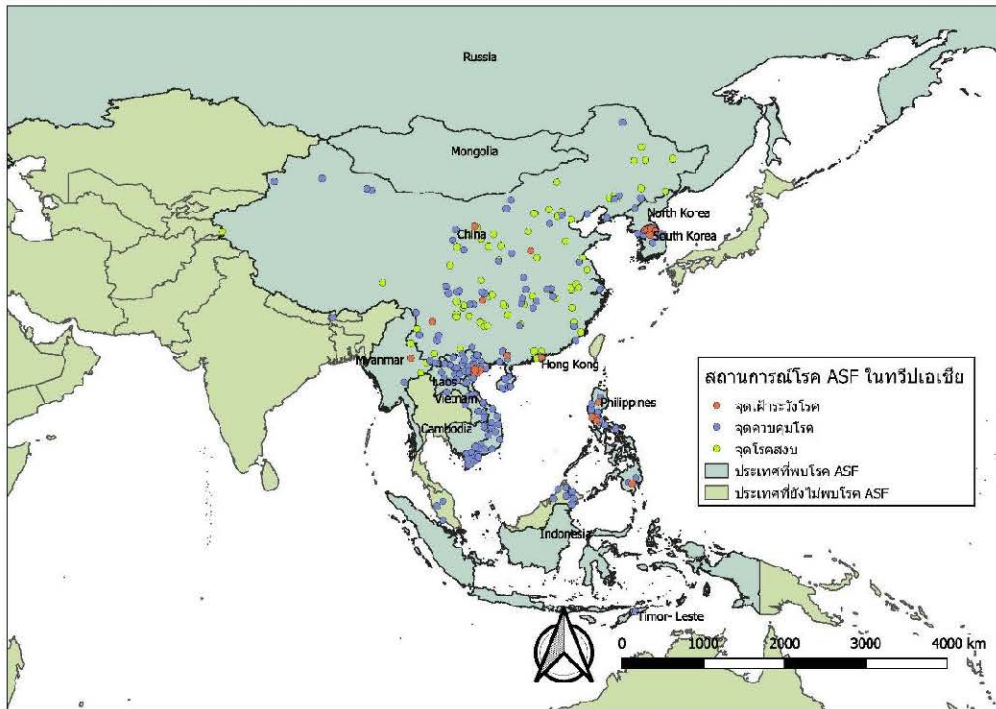 Russia
Mongolia
North Korea
China
South Korea
Myanmar
Hong Kong
Laos
Vietnam
Philippines
Cambodia
Indonesia
Timor- Leste
สถานการณ์โรค ASF ในทวีปเอเชีย
จุดเฝ้าระวังโรค
จุดควบคุมโรค
จุดโรคสงบ
ประเทศที่พบโรค ASF
ประเทศที่ยังไม่พบโรค ASF
0 1000 2000 3000 4000 km